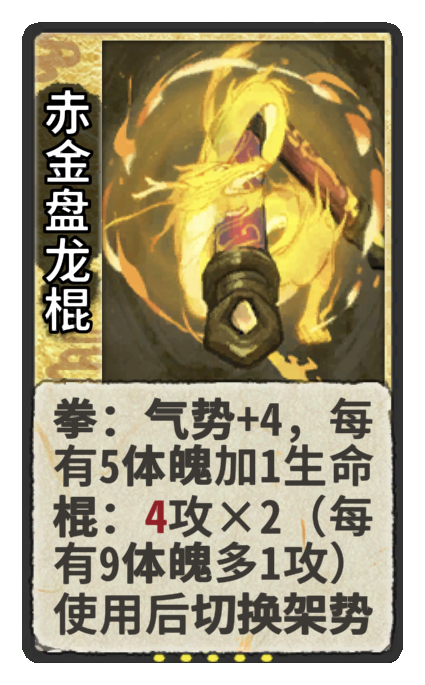 赤金盘龙棍
拳：气势+4，每
有5体魄加1生命
棍：4攻×2（每
有9体魄多1攻）
使用后切换架势